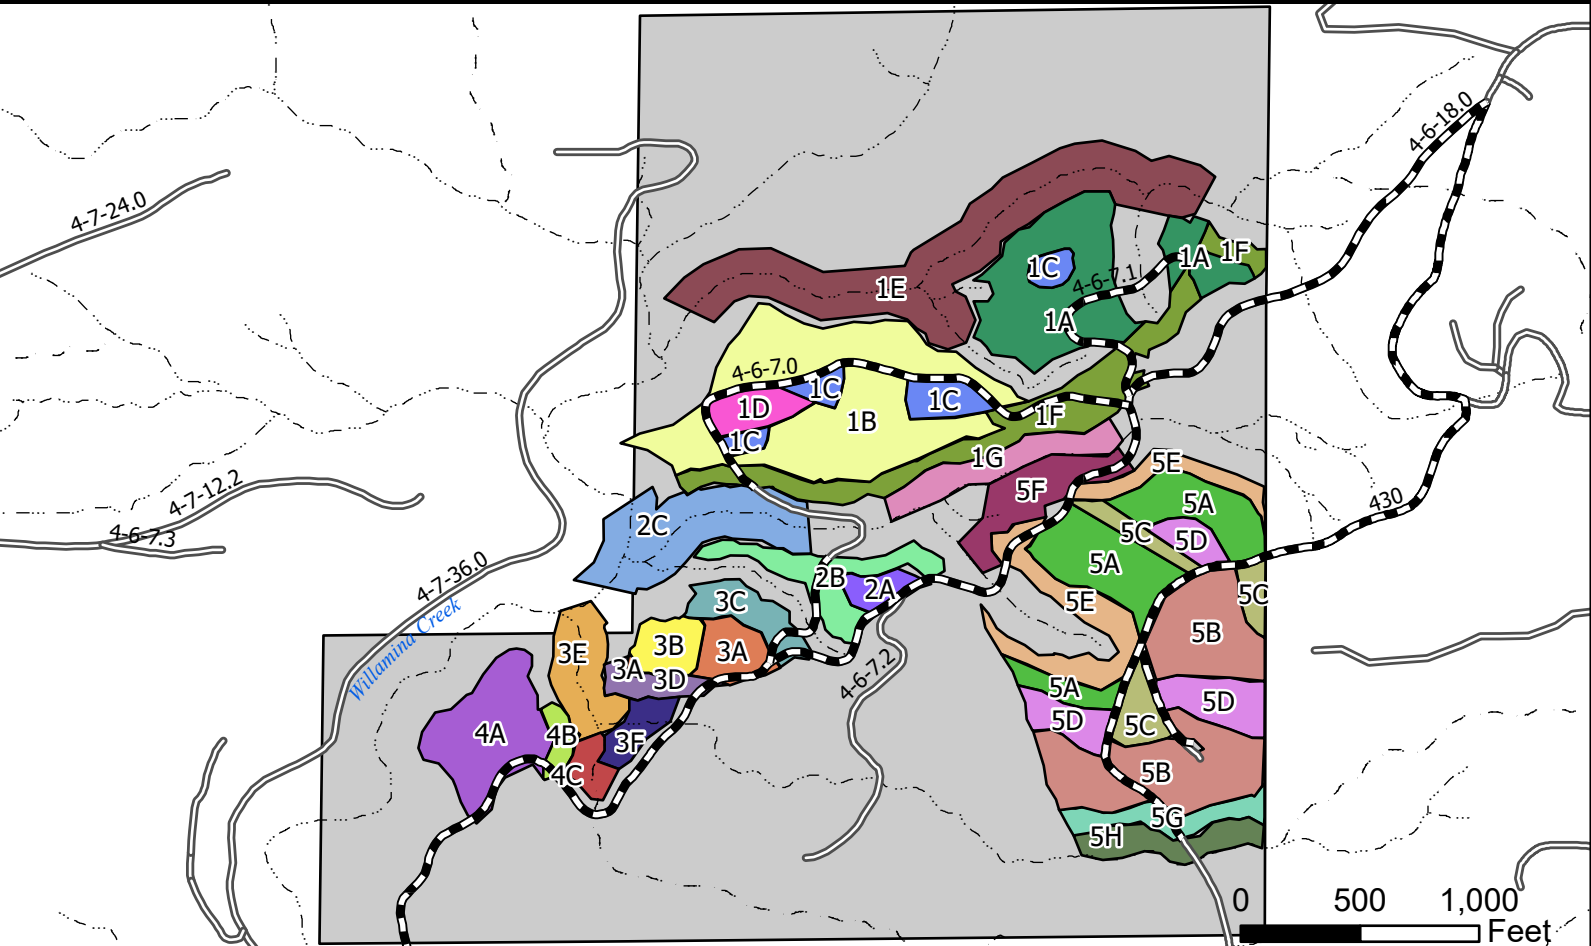 4-6-18.0
4-7-24.0
1A
1F
1C
4-6-7.1
1E
1A
4-6-7.0
1C
1C
1D
1B
1F
1C
1G
5E
5F
4-7-12.2
5A
430
2C
5C
5D
4-6-7.3
5A
4-7-36.0
2B
2A
5C
3C
5E
Willamina Creek
5B
3B
3A
3E
3A
3D
4-6-7.2
5A
5D
5D
4A
4B
3F
5C
4C
5B
5G
5H
0 500 1,000
Feet